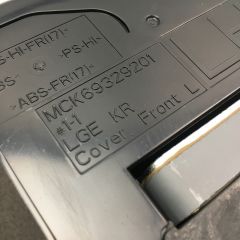 PS-HI-FR(17)-
-PS-HI-
>ABS-FR(17)-
MCK69329201
#1-1
LGE KR
Cover, Front L